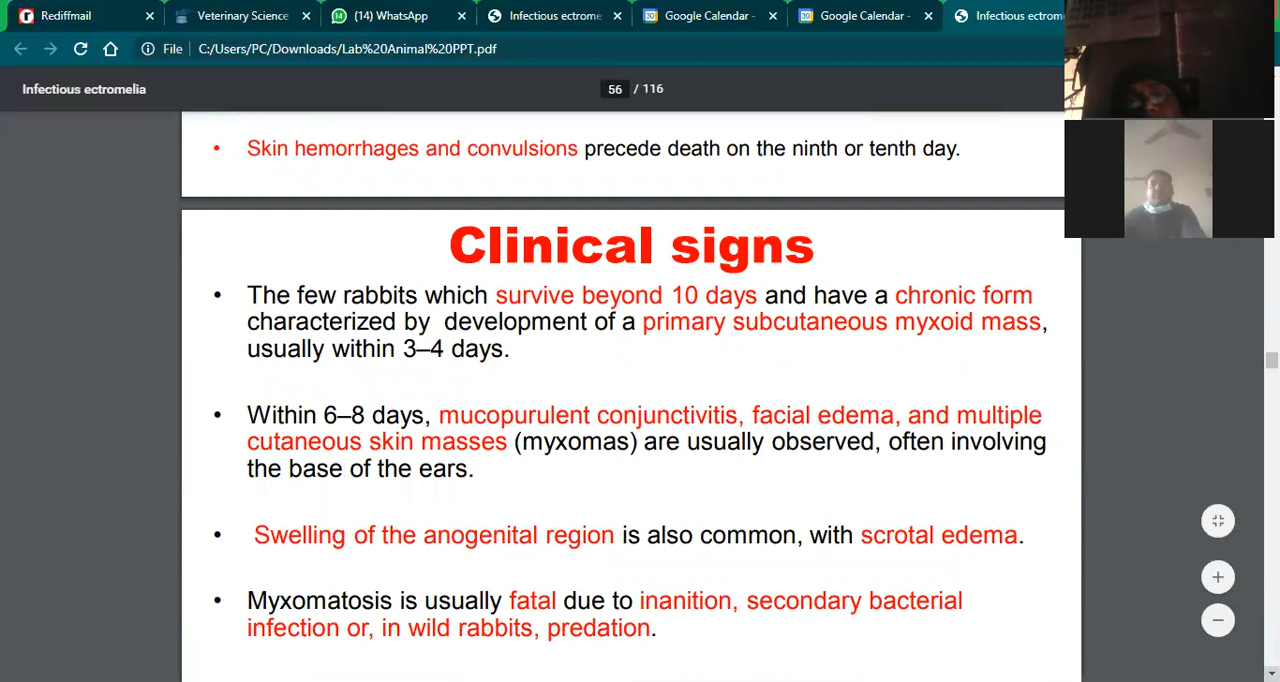 Rediffmail
Veterinary Science
(14) WhatsApp
Infectious ectrome
Google Calendar -
Google Calendar -
Infectious ectrom
File
C:/Users/PC/Downloads/Lab%20Animal%20PPT.pdf
Infectious ectromelia
56 / 116
• Skin hemorrhages and convulsions precede death on the ninth or tenth day.
Clinical signs
• The few rabbits which survive beyond 10 days and have a chronic form
characterized by development of a primary subcutaneous myxoid mass,
usually within 3–4 days.
• Within 6–8 days, mucopurulent conjunctivitis, facial edema, and multiple
cutaneous skin masses (myxomas) are usually observed, often involving
the base of the ears.
• Swelling of the anogenital region is also common, with scrotal edema.
• Myxomatosis is usually fatal due to inanition, secondary bacterial
infection or, in wild rabbits, predation.